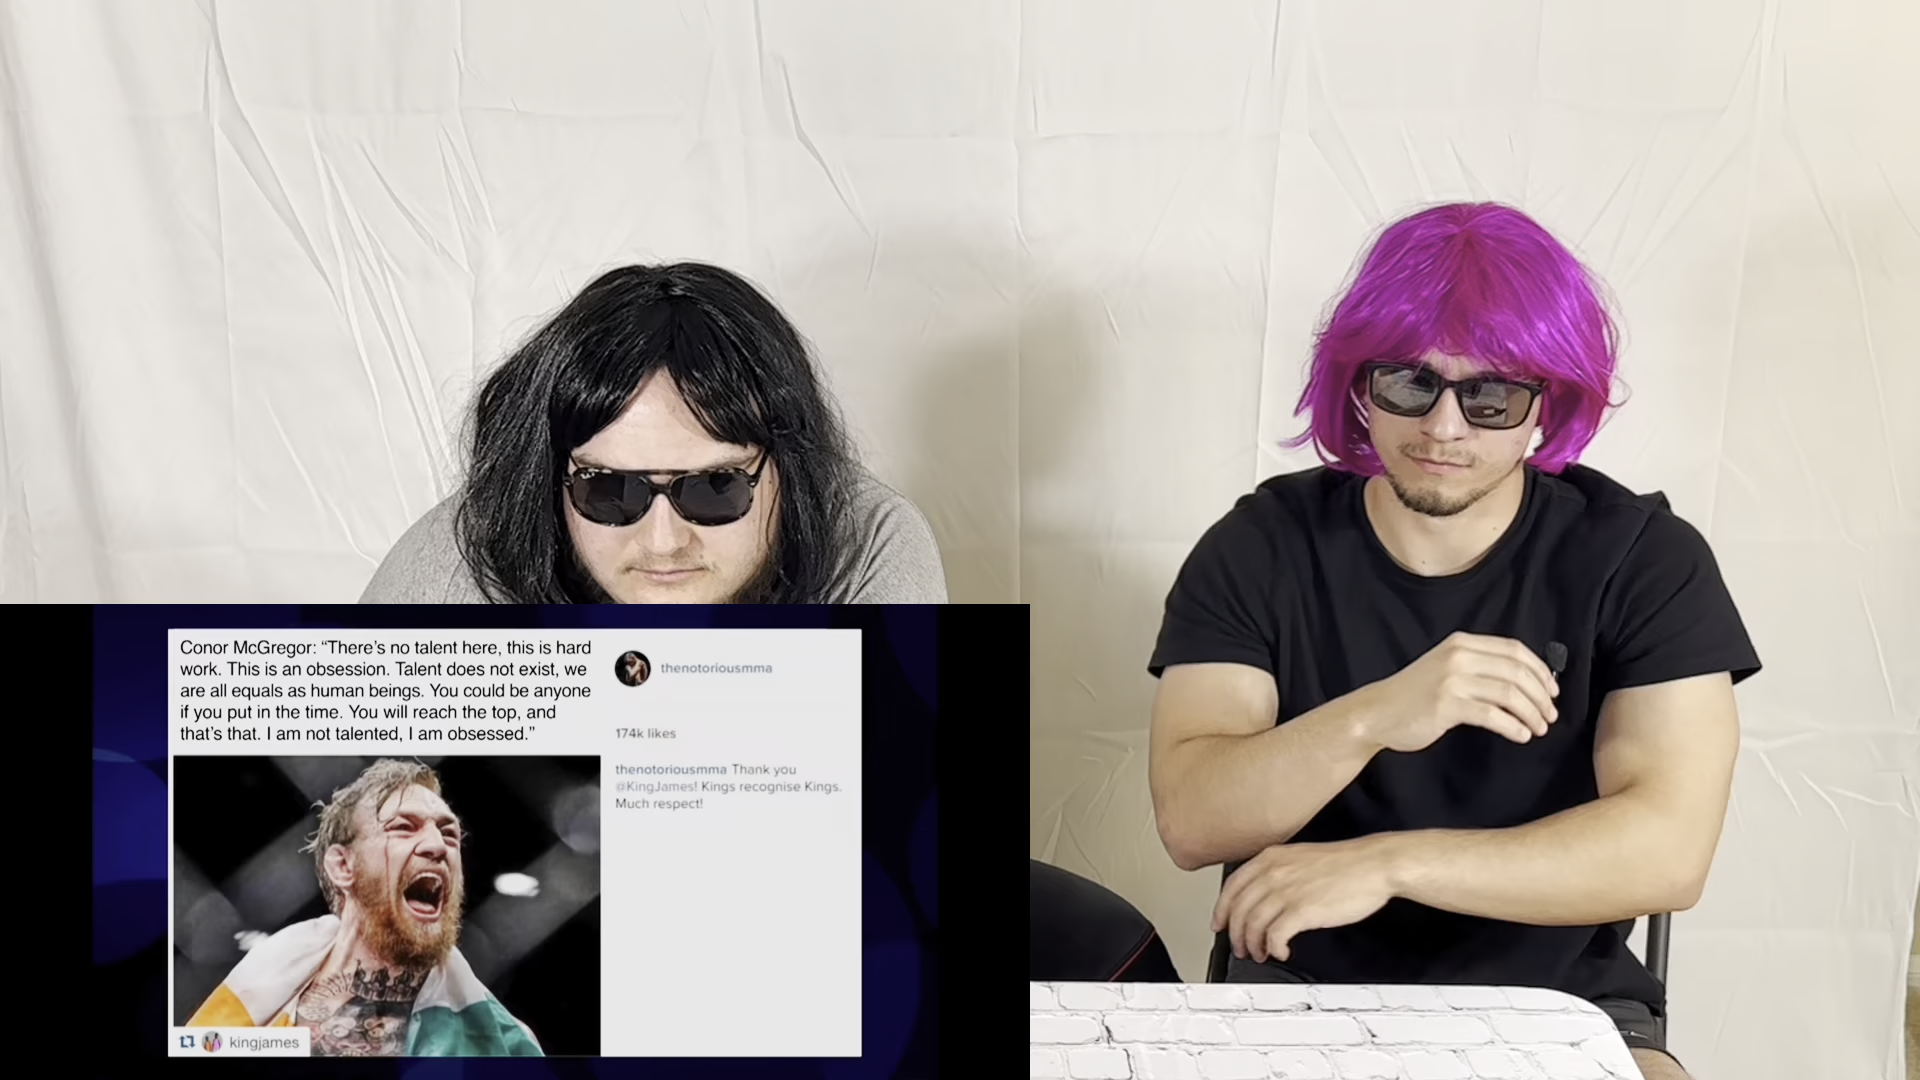 Conor McGregor: “There’s no talent here, this is hard
work. This is an obsession. Talent does not exist, we
are all equals as human beings. You could be anyone
if you put in the time. You will reach the top, and
that’s that. I am not talented, I am obsessed.”
kingjames
thenotoriousmma
174k likes
thenotoriousmma Thank you
@KingJames! Kings recognise Kings.
Much respect!